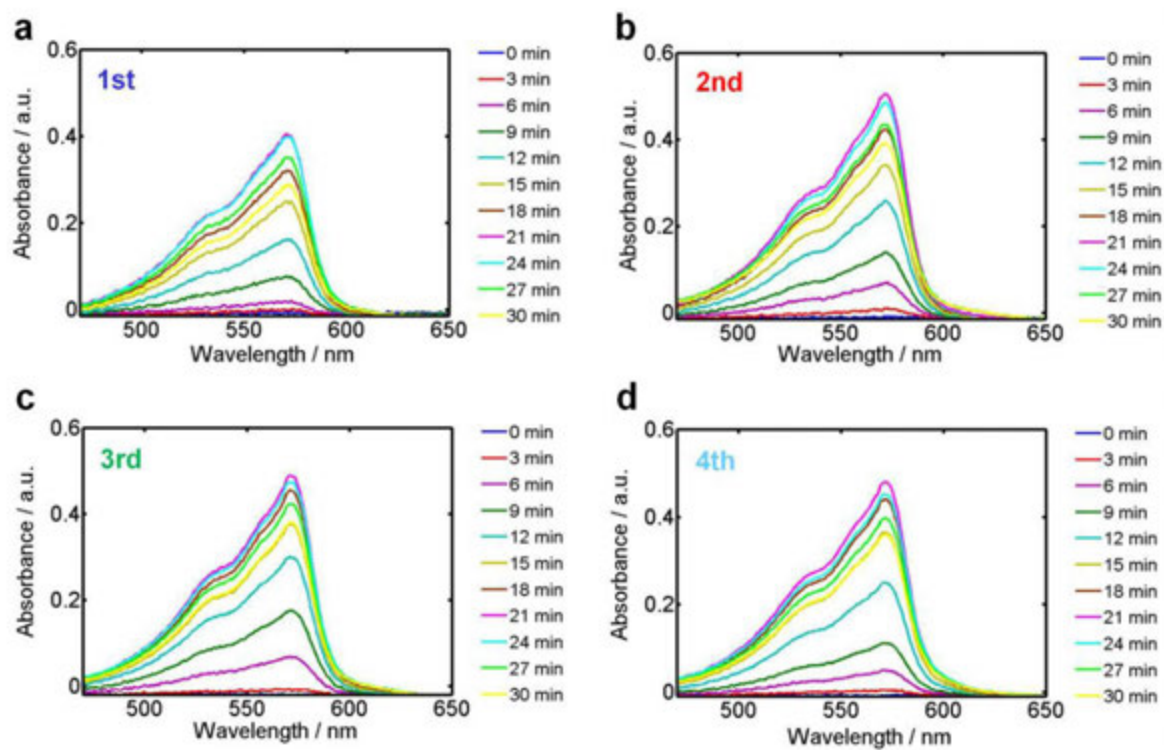 a
1st
Absorbance / a.u.
0.6
0.4
0.2
0
500 550 600 650
Wavelength / nm
0 min
3 min
6 min
9 min
12 min
15 min
18 min
21 min
24 min
27 min
30 min
b
2nd
Absorbance / a.u.
0.6
0.4
0.2
0
500 550 600 650
Wavelength / nm
0 min
3 min
6 min
9 min
12 min
15 min
18 min
21 min
24 min
27 min
30 min
c
3rd
Absorbance / a.u.
0.6
0.4
0.2
0
500 550 600 650
Wavelength / nm
0 min
3 min
6 min
9 min
12 min
15 min
18 min
21 min
24 min
27 min
30 min
d
4th
Absorbance / a.u.
0.6
0.4
0.2
0
500 550 600 650
Wavelength / nm
0 min
3 min
6 min
9 min
12 min
15 min
18 min
21 min
24 min
27 min
30 min